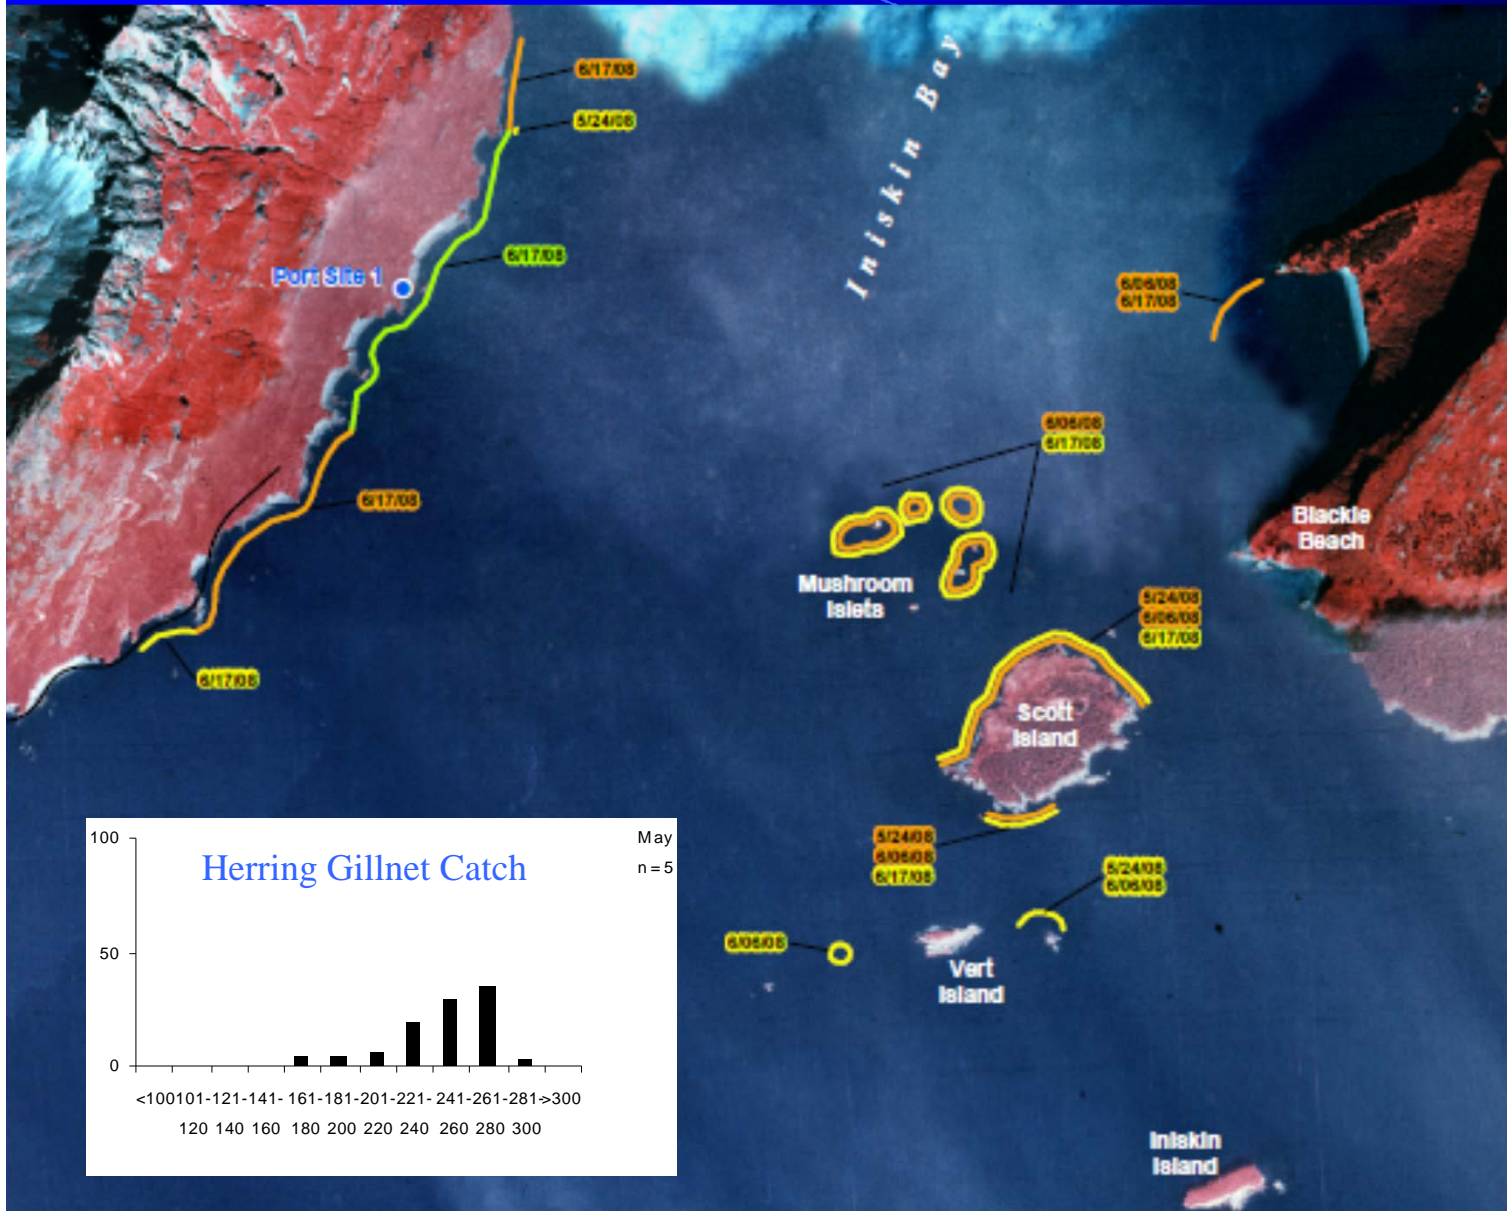 6/17/08
5/24/08
Iniskin Bay
6/17/08
Port Site 1
6/06/08
6/17/08
6/06/08
6/17/08
6/17/08
Blackie
Beach
Mushroom
Islets
5/24/08
6/06/08
6/17/08
6/17/08
Scott
Island
5/24/08
6/06/08
6/17/08
5/24/08
6/06/08
6/06/08
Vert
Island
Iniskin
Island
Herring Gillnet Catch
May
n=5
100
50
0
<100101-121-141- 161-181-201-221- 241-261-281->300
120 140 160 180 200 220 240 260 280 300